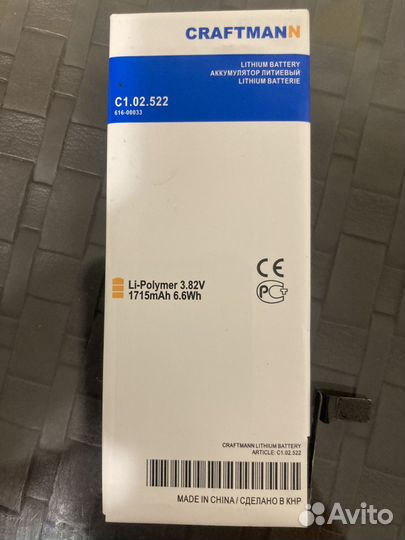 CRAFTMANN
LITHIUM BATTERY
АККУМУЛЯТОР ЛИТИЕВЫЙ
LITHIUM BATTERIE
C1.02.522
616-00033
Li-Polymer 3.82V
1715mAh 6.6Wh
CE
РС+
CRAFTMANN LITHIUM BATTERY
ARTICLE: C1.02.522
MADE IN CHINA / СДЕЛАНО В КНР
Avito